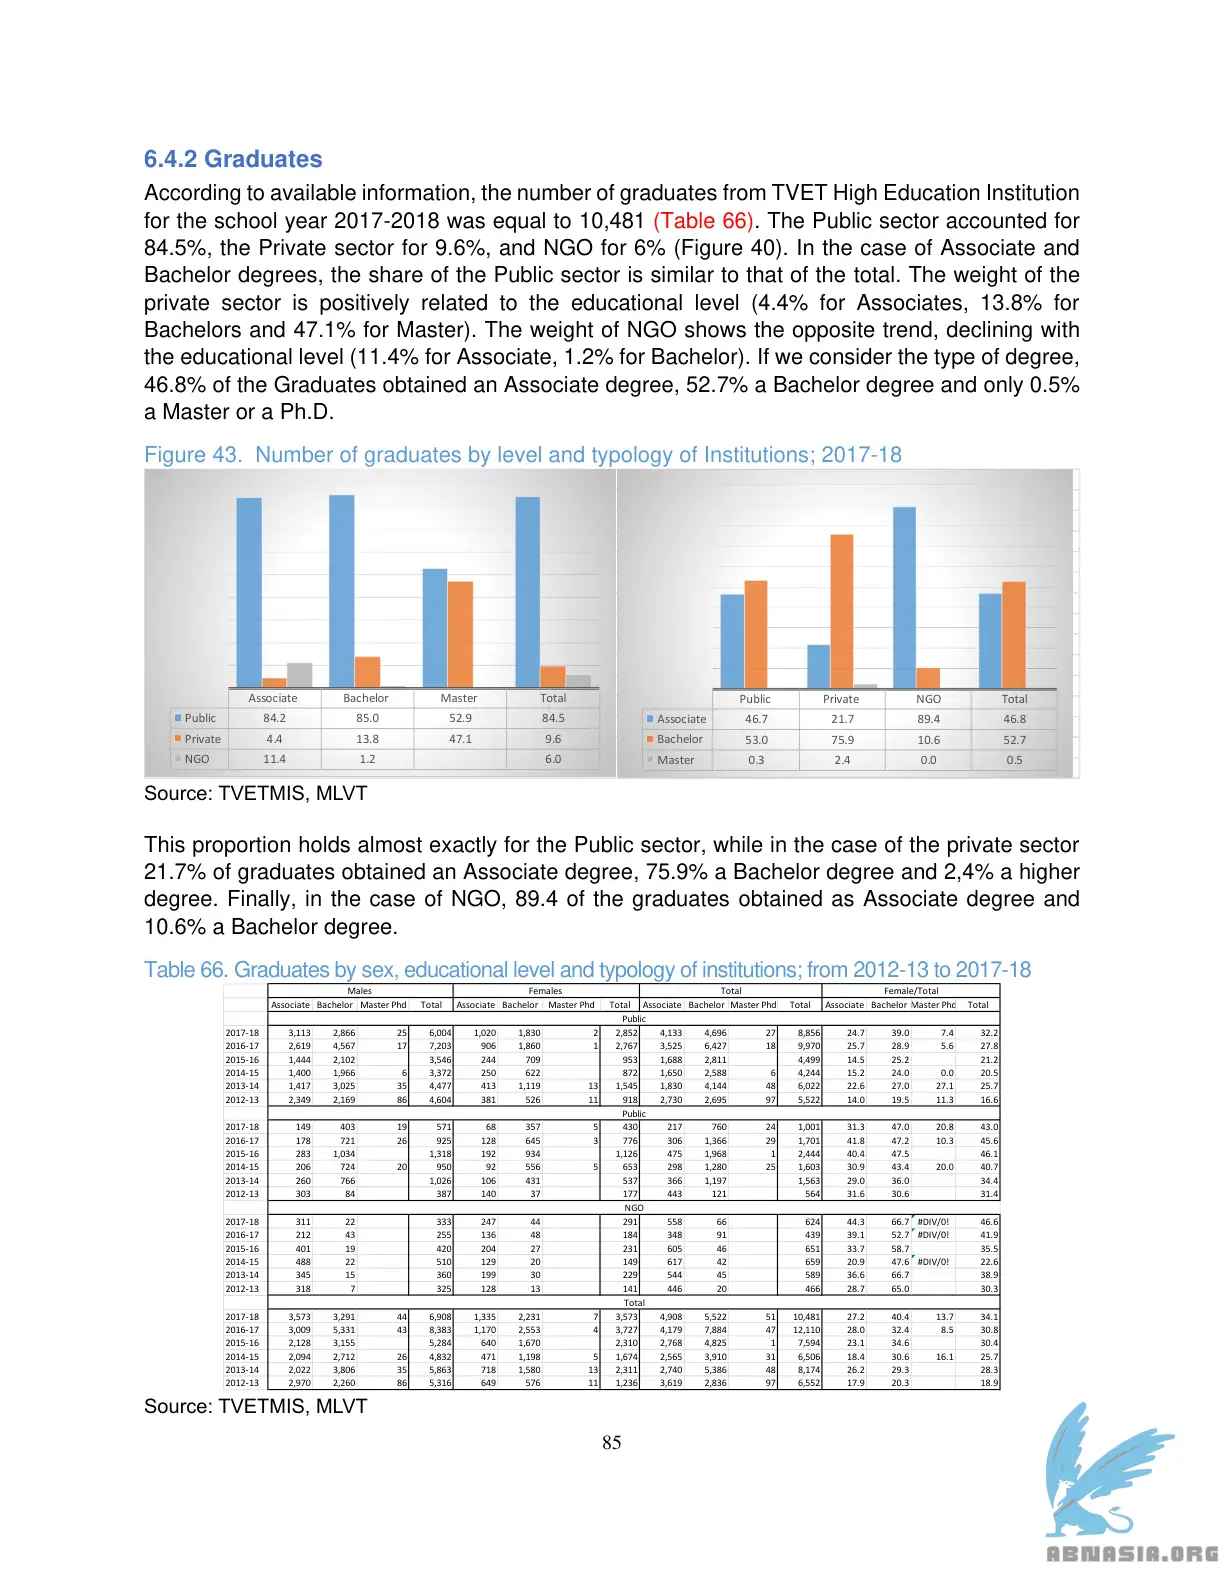 6.4.2 Graduates
According to available information, the number of graduates from TVET High Education Institution
for the school year 2017-2018 was equal to 10,481 (Table 66). The Public sector accounted for
84.5%, the Private sector for 9.6%, and NGO for 6% (Figure 40). In the case of Associate and
Bachelor degrees, the share of the Public sector is similar to that of the total. The weight of the
private sector is positively related to the educational level (4.4% for Associates, 13.8% for
Bachelors and 47.1% for Master). The weight of NGO shows the opposite trend, declining with
the educational level (11.4% for Associate, 1.2% for Bachelor). If we consider the type of degree,
46.8% of the Graduates obtained an Associate degree, 52.7% a Bachelor degree and only 0.5%
a Master or a Ph.D.
Figure 43. Number of graduates by level and typology of Institutions; 2017-18
Associate Bachelor Master Total
Public 84.2 85.0 52.9 84.5
Private 4.4 13.8 47.1 9.6
NGO 11.4 1.2 6.0
Public Private NGO Total
Associate 46.7 21.7 89.4 46.8
Bachelor 53.0 75.9 10.6 52.7
Master 0.3 2.4 0.0 0.5
Source: TVETMIS, MLVT
This proportion holds almost exactly for the Public sector, while in the case of the private sector
21.7% of graduates obtained an Associate degree, 75.9% a Bachelor degree and 2,4% a higher
degree. Finally, in the case of NGO, 89.4 of the graduates obtained as Associate degree and
10.6% a Bachelor degree.
Table 66. Graduates by sex, educational level and typology of institutions; from 2012-13 to 2017-18
Males Females Total Female/Total
Associate Bachelor Master Phd Total Associate Bachelor Master Phd Total Associate Bachelor Master Phd Total Associate Bachelor Master Phd Total
Public
2017-18 3,113 2,866 25 6,004 1,020 1,830 2 2,852 4,133 4,696 27 8,856 24.7 39.0 7.4 32.2
2016-17 2,619 4,567 17 7,203 906 1,860 1 2,767 3,525 6,427 18 9,970 25.7 28.9 5.6 27.8
2015-16 1,444 2,102 3,546 244 709 953 1,688 2,811 4,499 14.5 25.2 21.2
2014-15 1,400 1,966 6 3,372 250 622 872 1,650 2,588 6 4,244 15.2 24.0 0.0 20.5
2013-14 1,417 3,025 35 4,477 413 1,119 13 1,545 1,830 4,144 48 6,022 22.6 27.0 27.1 25.7
2012-13 2,349 2,169 86 4,604 381 526 11 918 2,730 2,695 97 5,522 14.0 19.5 11.3 16.6
Public
2017-18 149 403 19 571 68 357 5 430 217 760 24 1,001 31.3 47.0 20.8 43.0
2016-17 178 721 26 925 128 645 3 776 306 1,366 29 1,701 41.8 47.2 10.3 45.6
2015-16 283 1,034 1,318 192 934 1,126 475 1,968 1 2,444 40.4 47.5 46.1
2014-15 206 724 20 950 92 556 5 653 298 1,280 25 1,603 30.9 43.4 20.0 40.7
2013-14 260 766 1,026 106 431 537 366 1,197 1,563 29.0 36.0 34.4
2012-13 303 84 387 140 37 177 443 121 564 31.6 30.6 31.4
NGO
2017-18 311 22 333 247 44 291 558 66 624 44.3 66.7 #DIV/0! 46.6
2016-17 212 43 255 136 48 184 348 91 439 39.1 52.7 #DIV/0! 41.9
2015-16 401 19 420 204 27 231 605 46 651 33.7 58.7 35.5
2014-15 488 22 510 129 20 149 617 42 659 20.9 47.6 #DIV/0! 22.6
2013-14 345 15 360 199 30 229 544 45 589 36.6 66.7 38.9
2012-13 318 7 325 128 13 141 446 20 466 28.7 65.0 30.3
Total
2017-18 3,573 3,291 44 6,908 1,335 2,231 7 3,573 4,908 5,522 51 10,481 27.2 40.4 13.7 34.1
2016-17 3,009 5,331 43 8,383 1,170 2,553 4 3,727 4,179 7,884 47 12,110 28.0 32.4 8.5 30.8
2015-16 2,128 3,155 5,284 640 1,670 2,310 2,768 4,825 1 7,594 23.1 34.6 30.4
2014-15 2,094 2,712 26 4,832 471 1,198 5 1,674 2,565 3,910 31 6,506 18.4 30.6 16.1 25.7
2013-14 2,022 3,806 35 5,863 718 1,580 13 2,311 2,740 5,386 48 8,174 26.2 29.3 28.3
2012-13 2,970 2,260 86 5,316 649 576 11 1,236 3,619 2,836 97 6,552 17.9 20.3 18.9
Source: TVETMIS, MLVT
85
ABNASIA.ORG